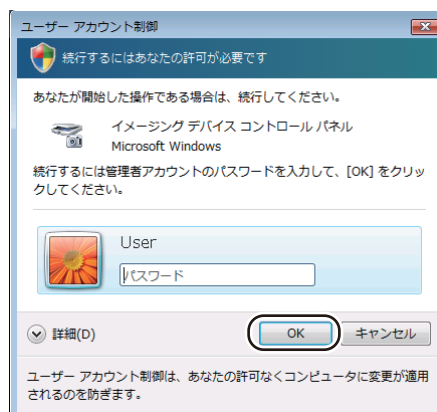 ユーザー アカウント制御
続行するにはあなたの許可が必要です
あなたが開始した操作である場合は、続行してください。
イメージング デバイス コントロール パネル
Microsoft Windows
続行するには管理者アカウントのパスワードを入力して、[OK] をクリッ
クしてください。
User
パスワード
詳細(D)
OK
キャンセル
ユーザー アカウント制御は、あなたの許可なくコンピュータに変更が適用
されるのを防ぎます。